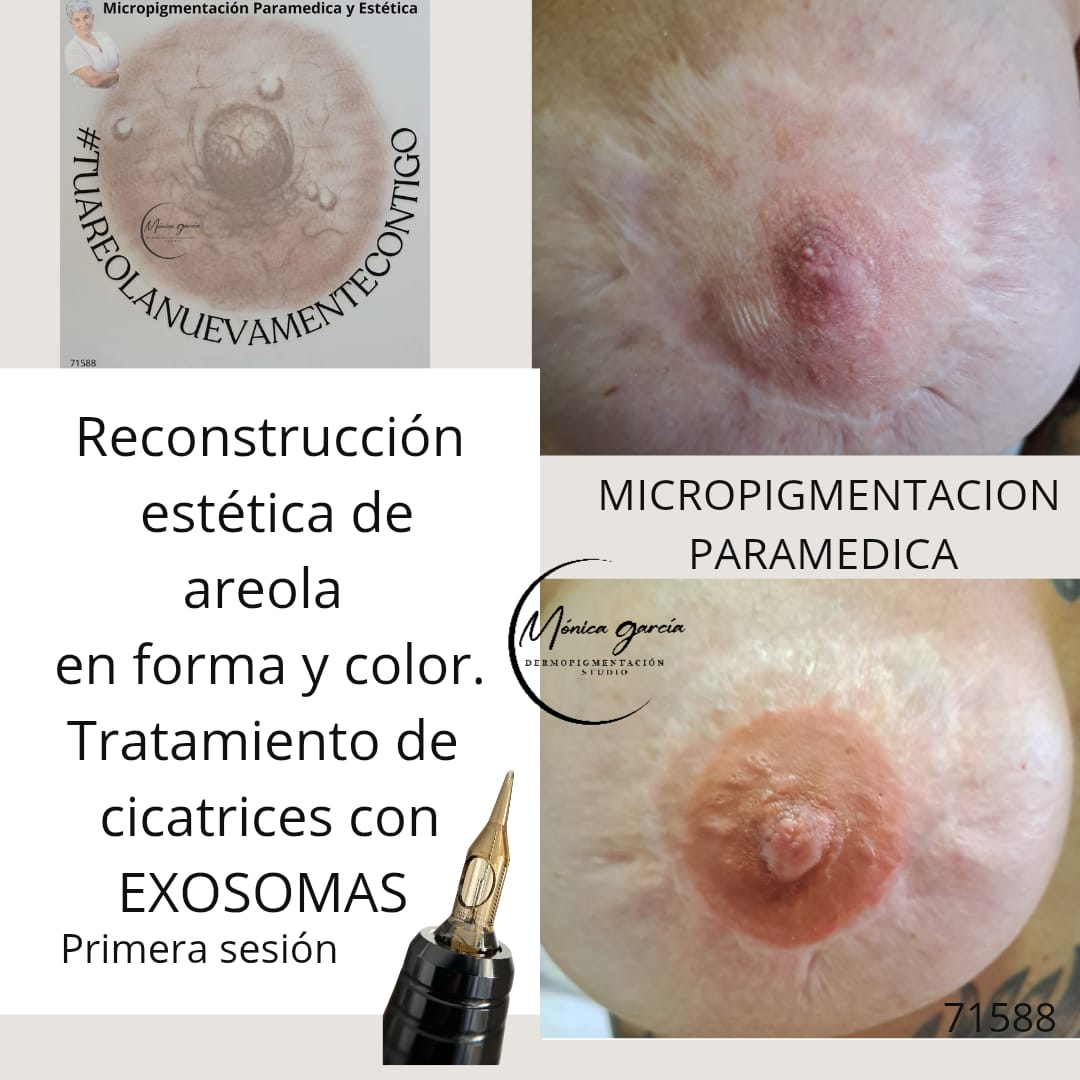 Micropigmentación Paramedica y Estética
#TUAREOLANUEVAMENTECONTIGO
Mónica García
71588
Reconstrucción
estética de
areola
en forma y color.
Tratamiento de
cicatrices con
EXOSOMAS
Primera sesión
MICROPIGMENTACION
PARAMEDICA
Mónica García
DERMOPIGMENTACIÓN
STUDIO
71588